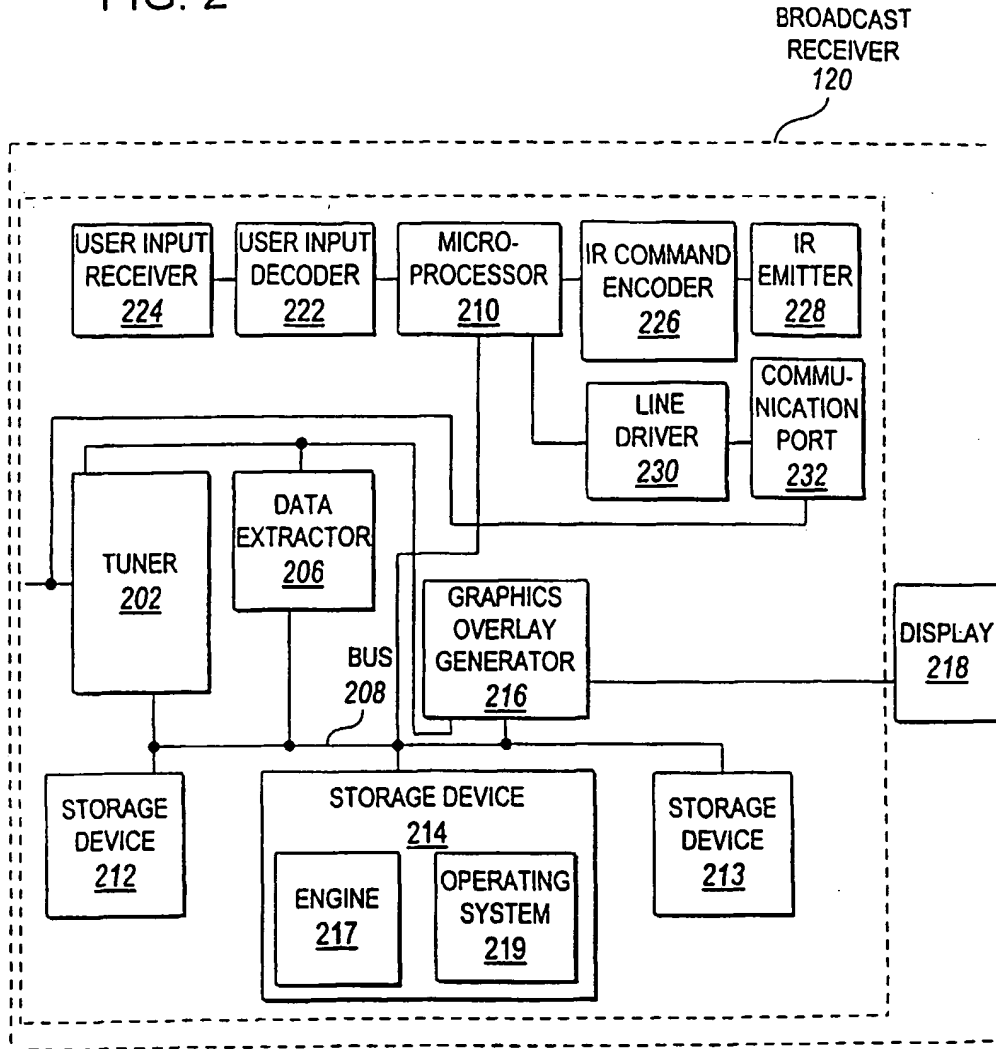 FIG. 2
BROADCAST
RECEIVER
120
USER INPUT
RECEIVER
224
USER INPUT
DECODER
222
MICRO-
PROCESSOR
210
IR COMMAND
ENCODER
226
IR
EMITTER
228
LINE
DRIVER
230
COMMU-
NICATION
PORT
232
TUNER
202
DATA
EXTRACTOR
206
BUS
208
GRAPHICS
OVERLAY
GENERATOR
216
DISPLAY
218
STORAGE
DEVICE
212
STORAGE DEVICE
214
ENGINE
217
OPERATING
SYSTEM
219
STORAGE
DEVICE
213